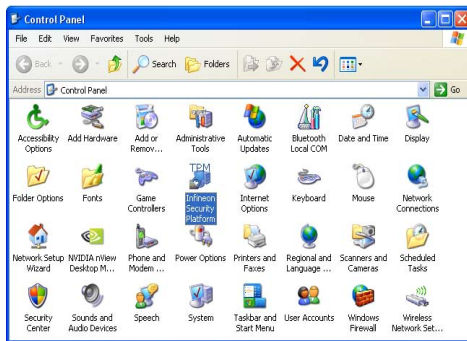 Control Panel
File Edit View Favorites Tools Help
Back Search Folders
Address Control Panel Go
Accessibility Options
Add Hardware
Add or Remov...
Administrative Tools
Automatic Updates
Bluetooth Local COM
Date and Time
Display
Folder Options
Fonts
Game Controllers
TPM
Infineon Security Platform
Internet Options
Keyboard
Mouse
Network Connections
Network Setup Wizard
NVIDIA nView Desktop M...
Phone and Modem ...
Power Options
Printers and Faxes
Regional and Language ...
Scanners and Cameras
Scheduled Tasks
Security Center
Sounds and Audio Devices
Speech
System
Taskbar and Start Menu
User Accounts
Windows Firewall
Wireless Network Set...